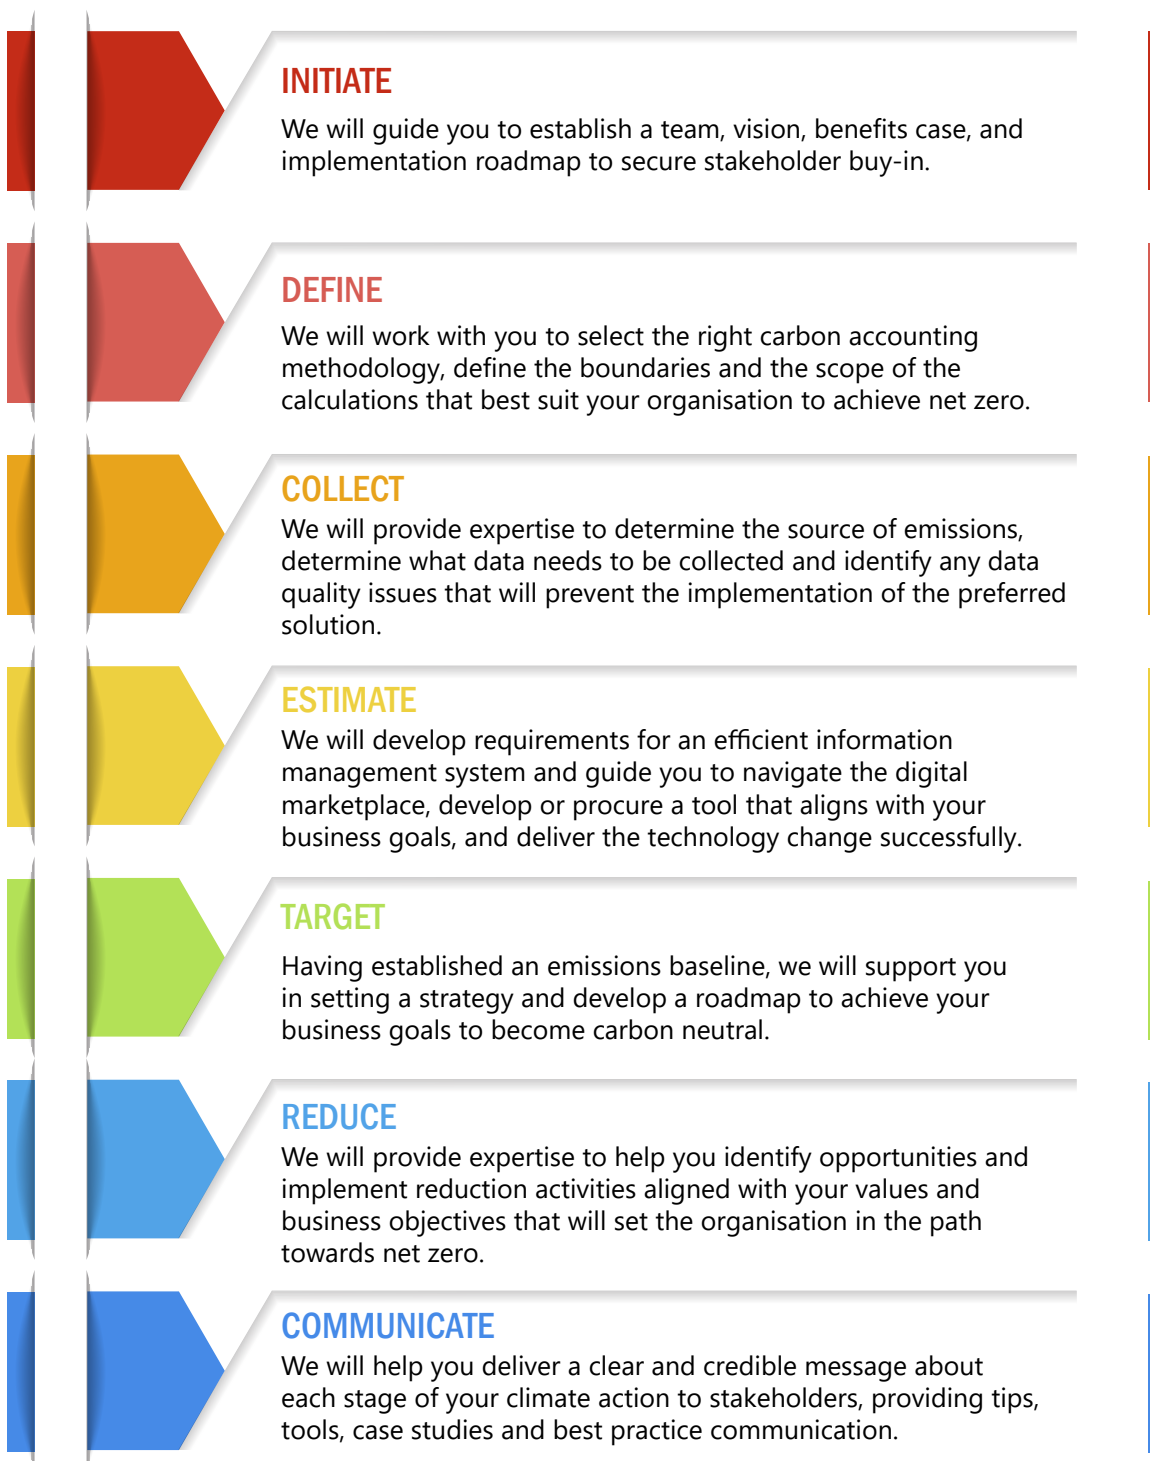 INITIATE
We will guide you to establish a team, vision, benefits case, and
implementation roadmap to secure stakeholder buy-in.
DEFINE
We will work with you to select the right carbon accounting
methodology, define the boundaries and the scope of the
calculations that best suit your organisation to achieve net zero.
COLLECT
We will provide expertise to determine the source of emissions,
determine what data needs to be collected and identify any data
quality issues that will prevent the implementation of the preferred
solution.
ESTIMATE
We will develop requirements for an efficient information
management system and guide you to navigate the digital
marketplace, develop or procure a tool that aligns with your
business goals, and deliver the technology change successfully.
TARGET
Having established an emissions baseline, we will support you
in setting a strategy and develop a roadmap to achieve your
business goals to become carbon neutral.
REDUCE
We will provide expertise to help you identify opportunities and
implement reduction activities aligned with your values and
business objectives that will set the organisation in the path
towards net zero.
COMMUNICATE
We will help you deliver a clear and credible message about
each stage of your climate action to stakeholders, providing tips,
tools, case studies and best practice communication.